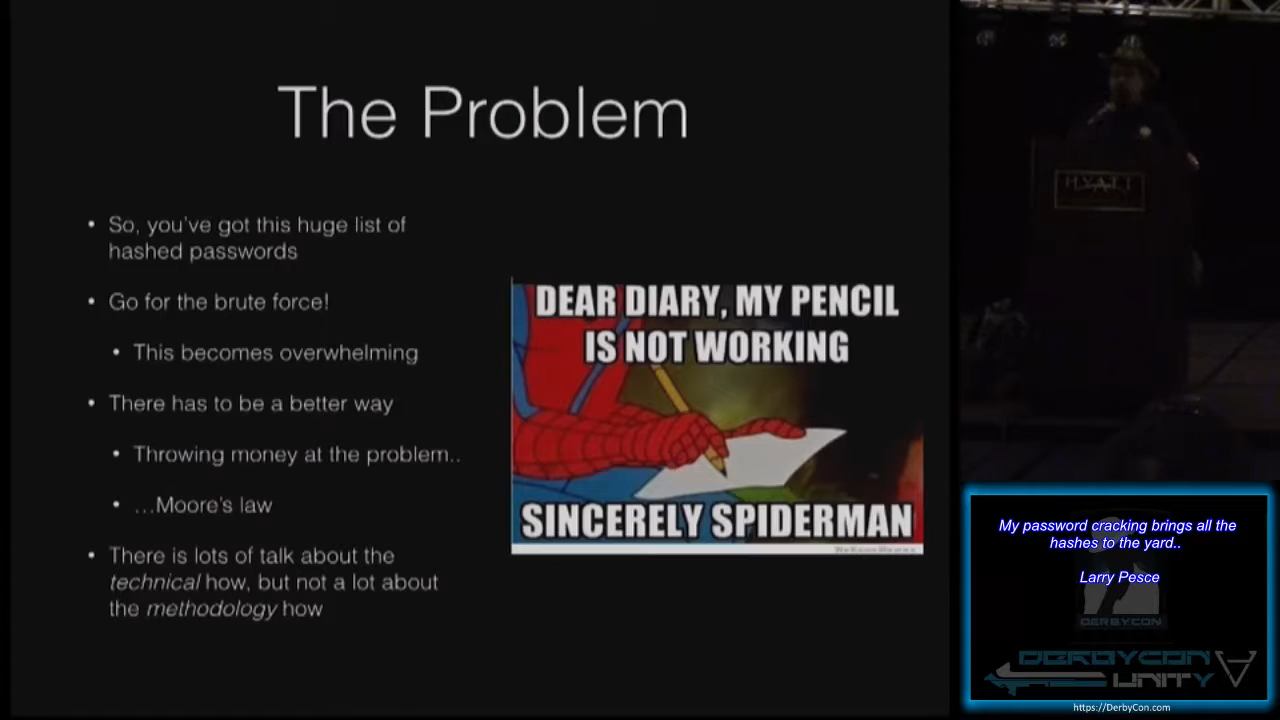 The Problem
• So, you've got this huge list of
hashed passwords
• Go for the brute force!
• This becomes overwhelming
• There has to be a better way
• Throwing money at the problem..
• …Moore's law
• There is lots of talk about the
technical how, but not a lot about
the methodology how
DEAR DIARY, MY PENCIL
IS NOT WORKING
SINCERELY SPIDERMAN
HYATT
My password cracking brings all the
hashes to the yard..
Larry Pesce
DERBYCON
DERBYCON
UNITY
https://DerbyCon.com